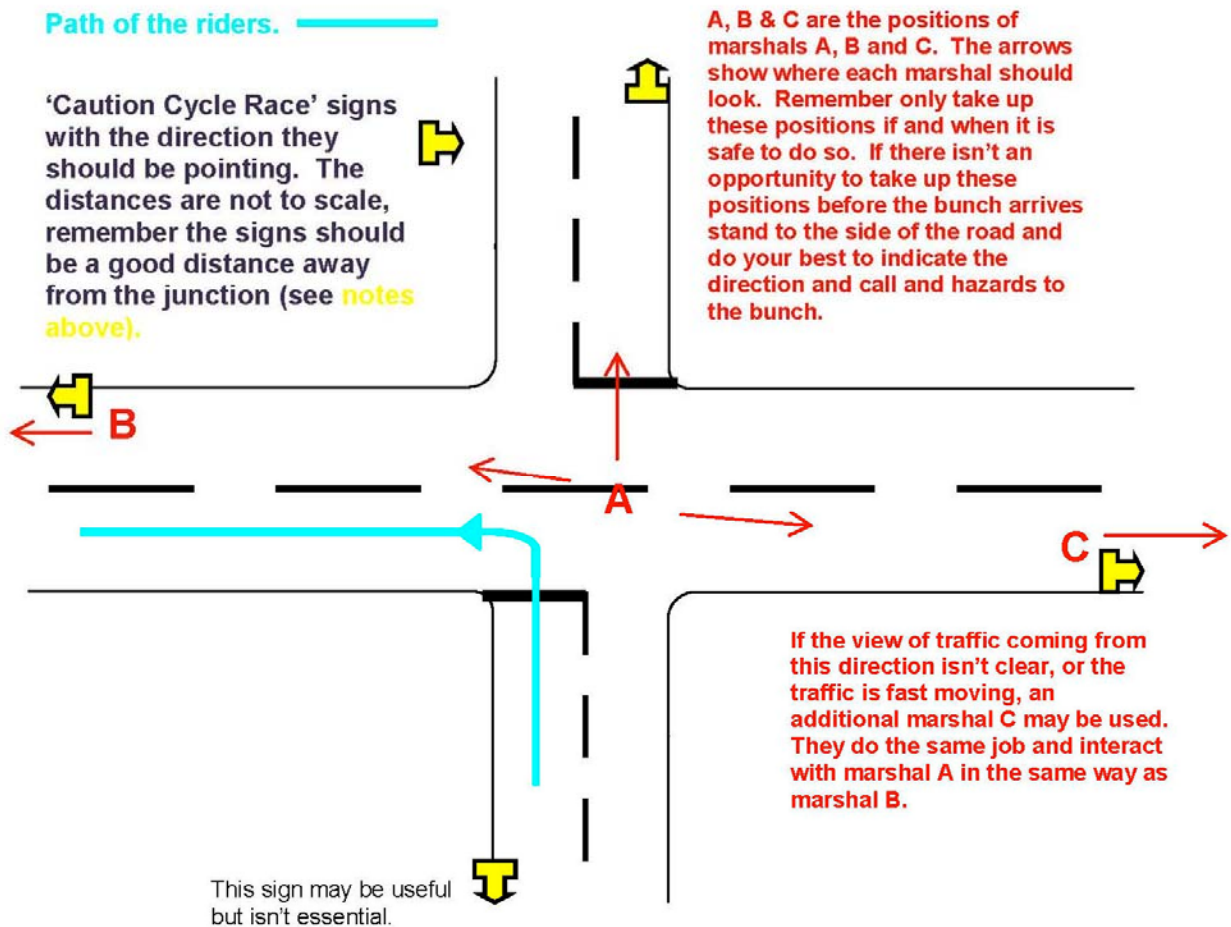 Path of the riders.
‘Caution Cycle Race’ signs
with the direction they
should be pointing. The
distances are not to scale,
remember the signs should
be a good distance away
from the junction (see notes
above).
A, B & C are the positions of
marshals A, B and C. The arrows
show where each marshal should
look. Remember only take up
these positions if and when it is
safe to do so. If there isn’t an
opportunity to take up these
positions before the bunch arrives
stand to the side of the road and
do your best to indicate the
direction and call and hazards to
the bunch.
B
A
C
If the view of traffic coming from
this direction isn’t clear, or the
traffic is fast moving, an
additional marshal C may be used.
They do the same job and interact
with marshal A in the same way as
marshal B.
This sign may be useful
but isn’t essential.